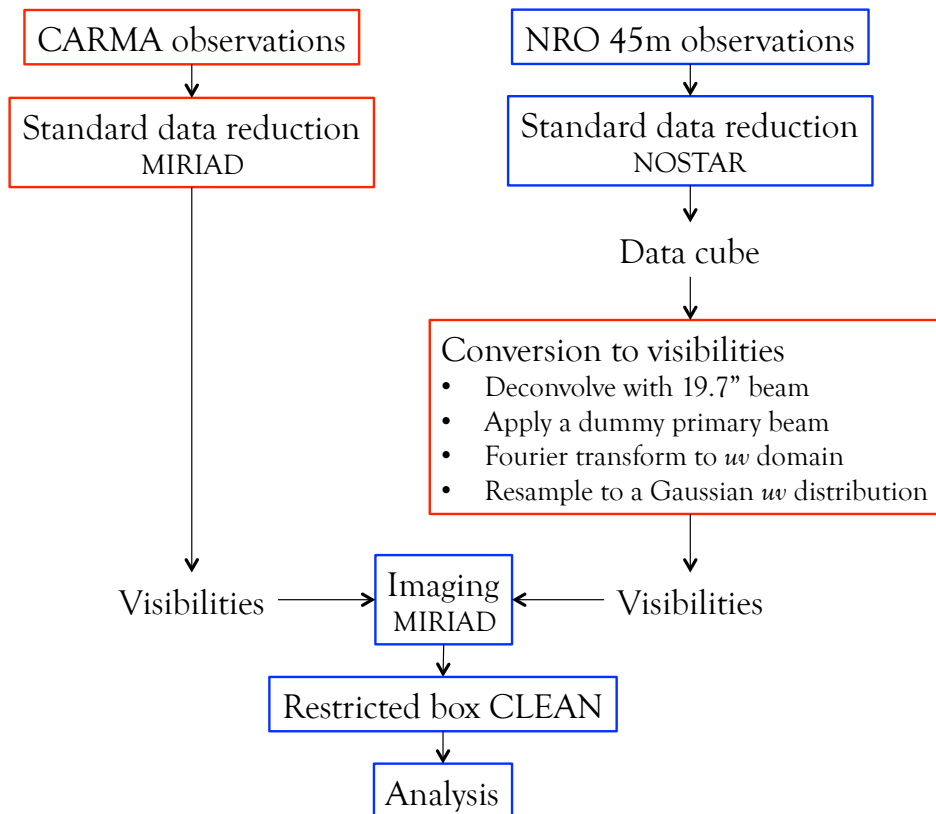 CARMA observations
Standard data reduction
MIRIAD
NRO 45m observations
Standard data reduction
NOSTAR
Data cube
Conversion to visibilities
• Deconvolve with 19.7” beam
• Apply a dummy primary beam
• Fourier transform to uv domain
• Resample to a Gaussian uv distribution
Visibilities
Imaging
MIRIAD
Visibilities
Restricted box CLEAN
Analysis